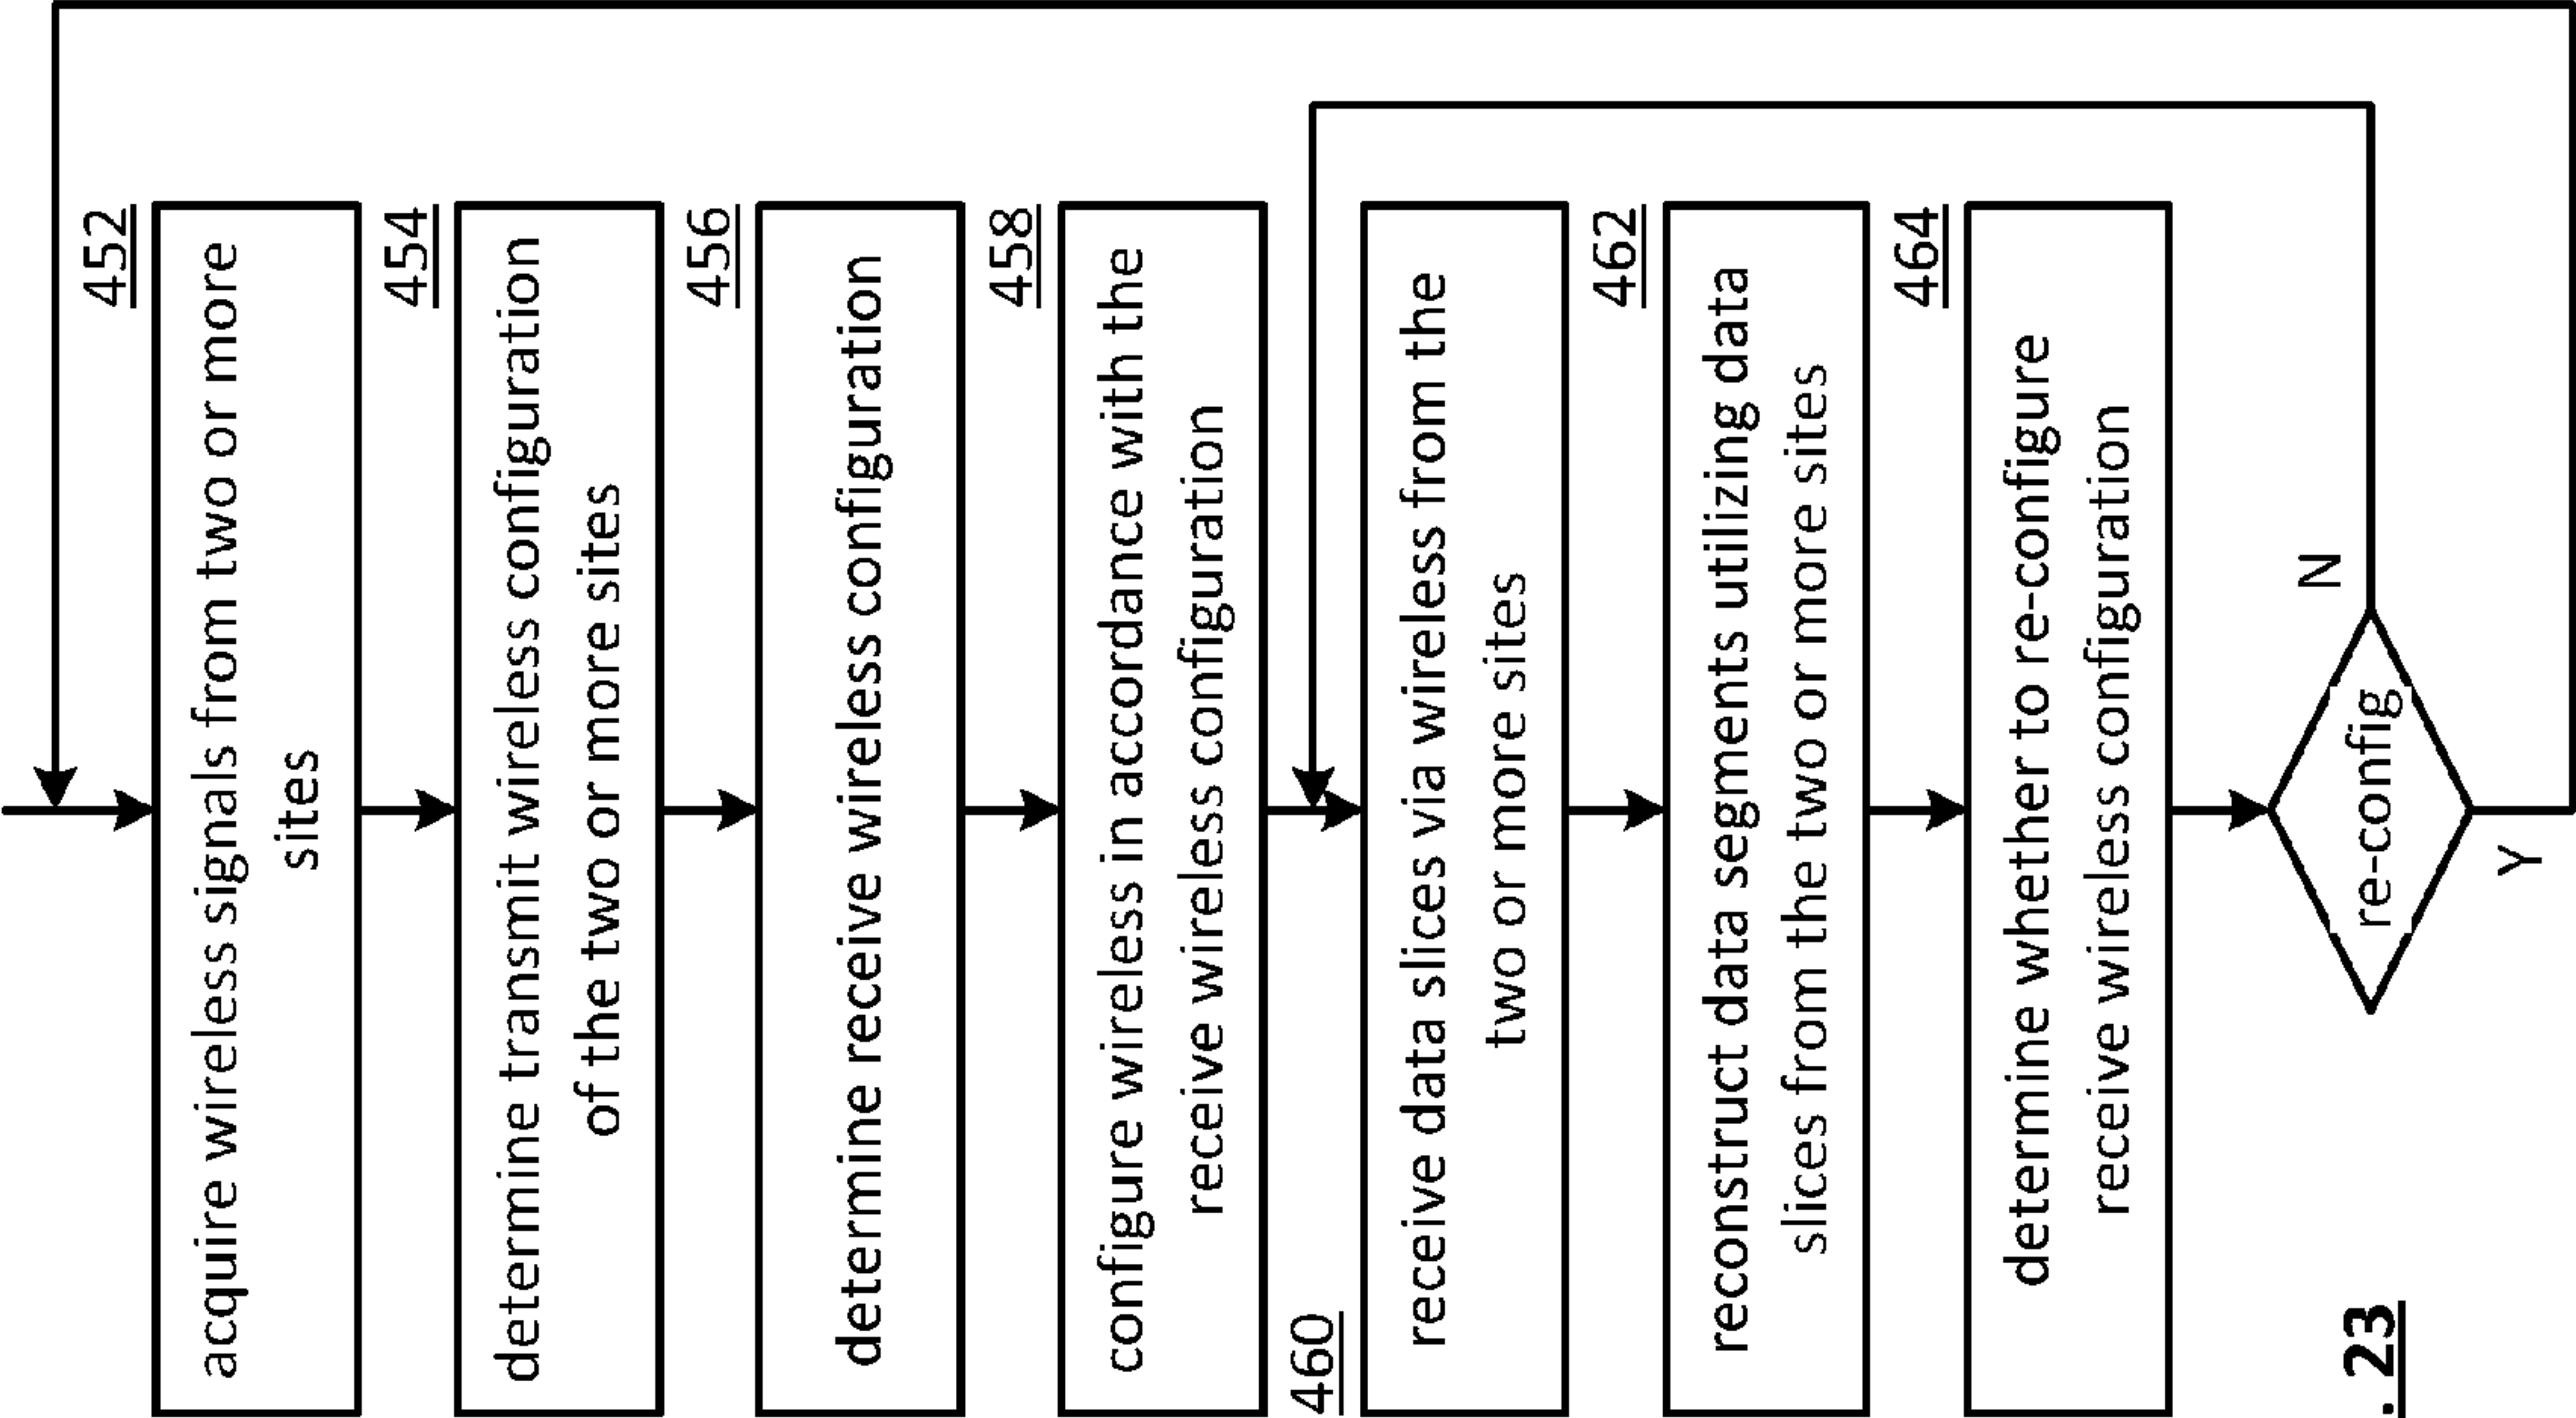 452
acquire wireless signals from two or more
sites
454
determine transmit wireless configuration
of the two or more sites
456
determine receive wireless configuration
458
configure wireless in accordance with the
receive wireless configuration
460
receive data slices via wireless from the
two or more sites
462
reconstruct data segments utilizing data
slices from the two or more sites
464
determine whether to re-configure
receive wireless configuration
re-config
N
Y
. 23